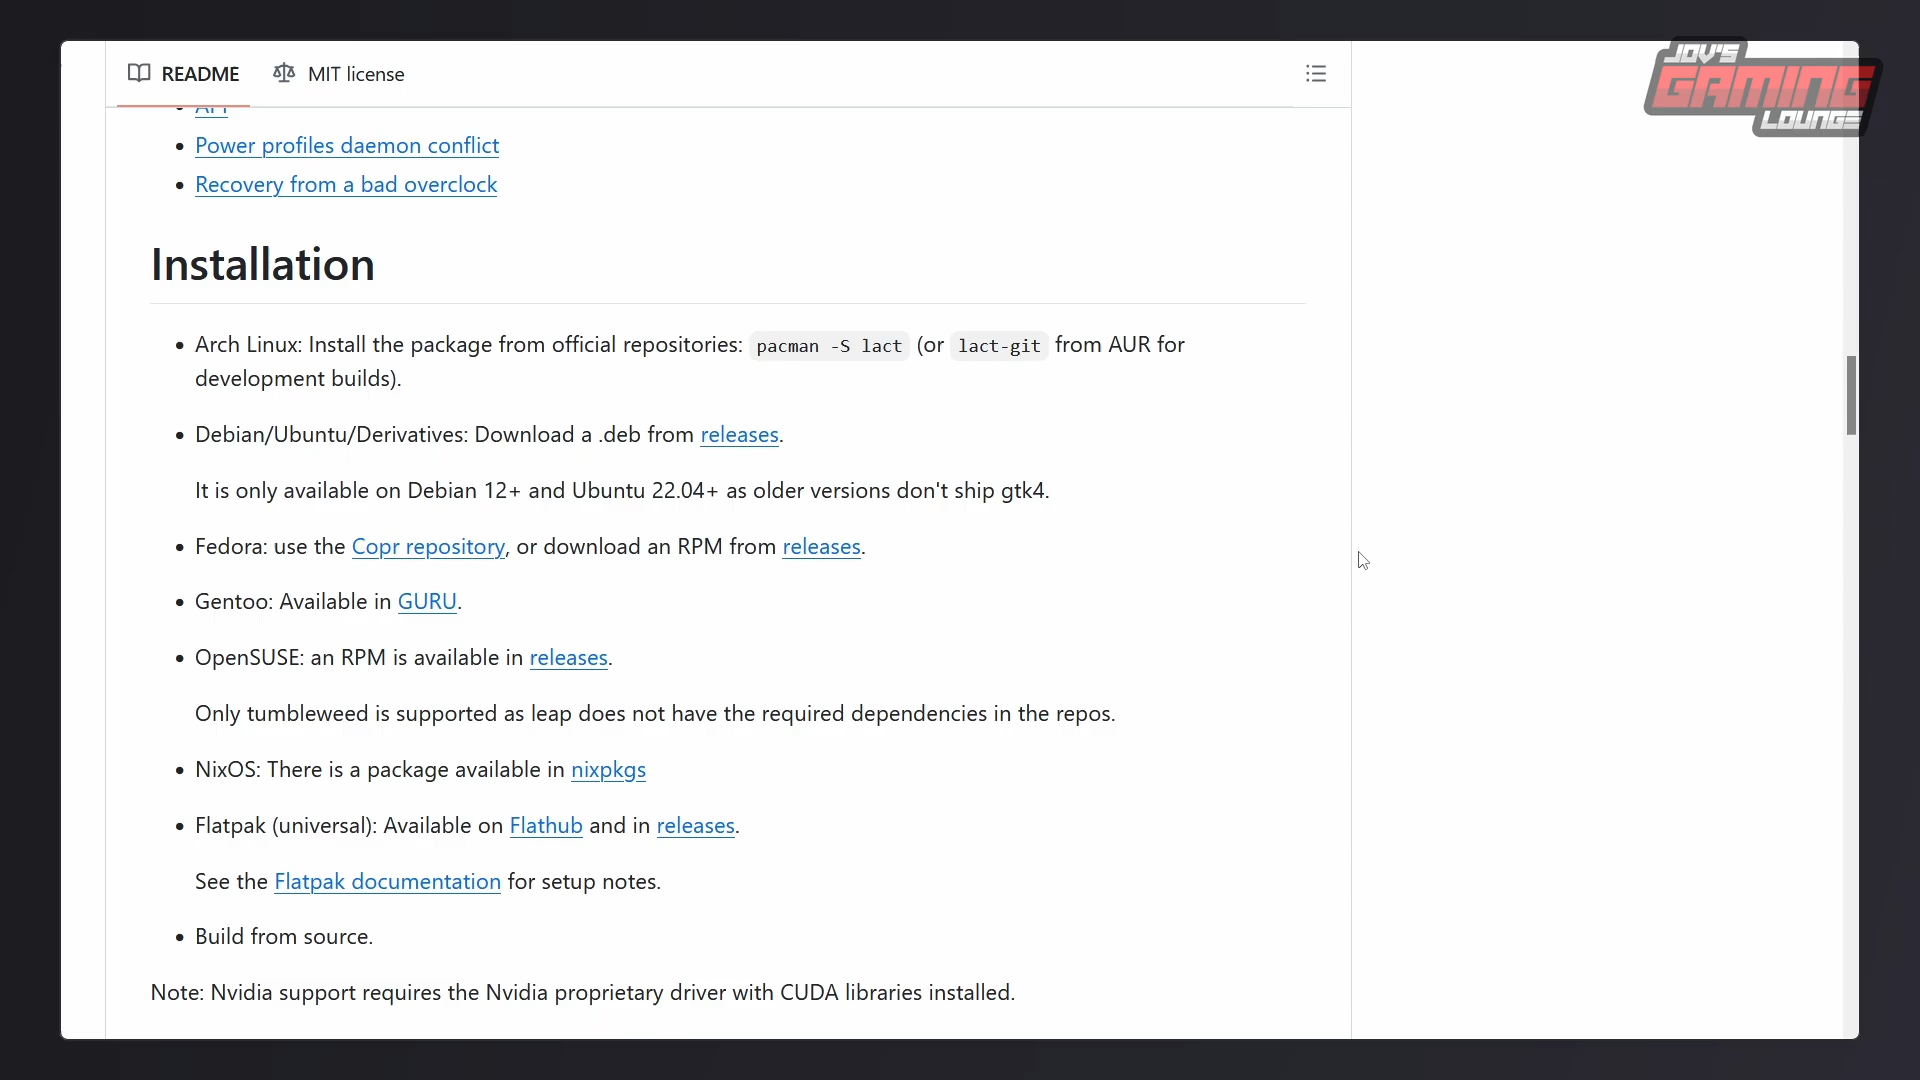 JOV'S
GAMING
LOUNGE
README
MIT license
API
Power profiles daemon conflict
Recovery from a bad overclock
Installation
Arch Linux: Install the package from official repositories: pacman -S lact (or lact-git from AUR for
development builds).
Debian/Ubuntu/Derivatives: Download a .deb from releases.
It is only available on Debian 12+ and Ubuntu 22.04+ as older versions don't ship gtk4.
Fedora: use the Copr repository, or download an RPM from releases.
Gentoo: Available in GURU.
OpenSUSE: an RPM is available in releases.
Only tumbleweed is supported as leap does not have the required dependencies in the repos.
NixOS: There is a package available in nixpkgs
Flatpak (universal): Available on Flathub and in releases.
See the Flatpak documentation for setup notes.
Build from source.
Note: Nvidia support requires the Nvidia proprietary driver with CUDA libraries installed.